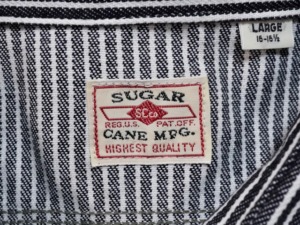 LARGE
15-15½
SUGAR
SCCo
REG.U.S. PAT.OFF.
CANE MFG.
HIGHEST QUALITY